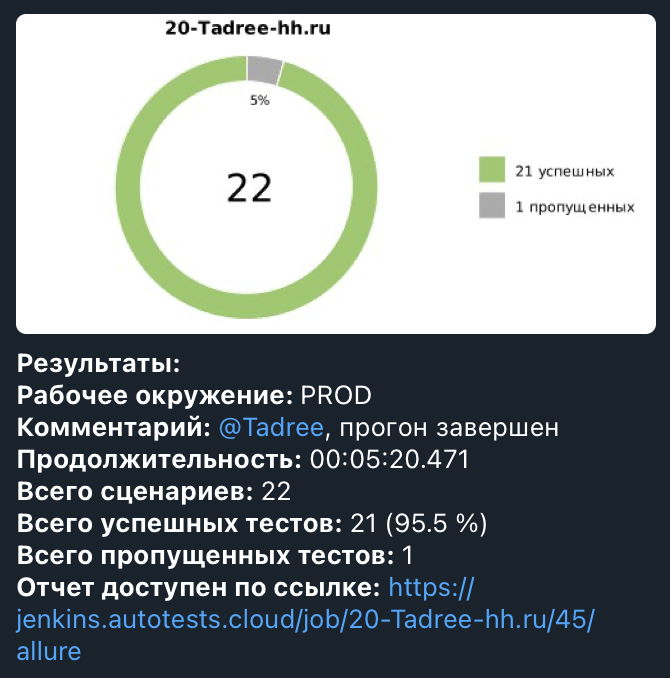 20-Tadree-hh.ru
5%
22
21 успешных
1 пропущенных
Результаты:
Рабочее окружение: PROD
Комментарий: @Tadree, прогон завершен
Продолжительность: 00:05:20.471
Всего сценариев: 22
Всего успешных тестов: 21 (95.5 %)
Всего пропущенных тестов: 1
Отчет доступен по ссылке: https://
jenkins.autotests.cloud/job/20-Tadree-hh.ru/45/
allure